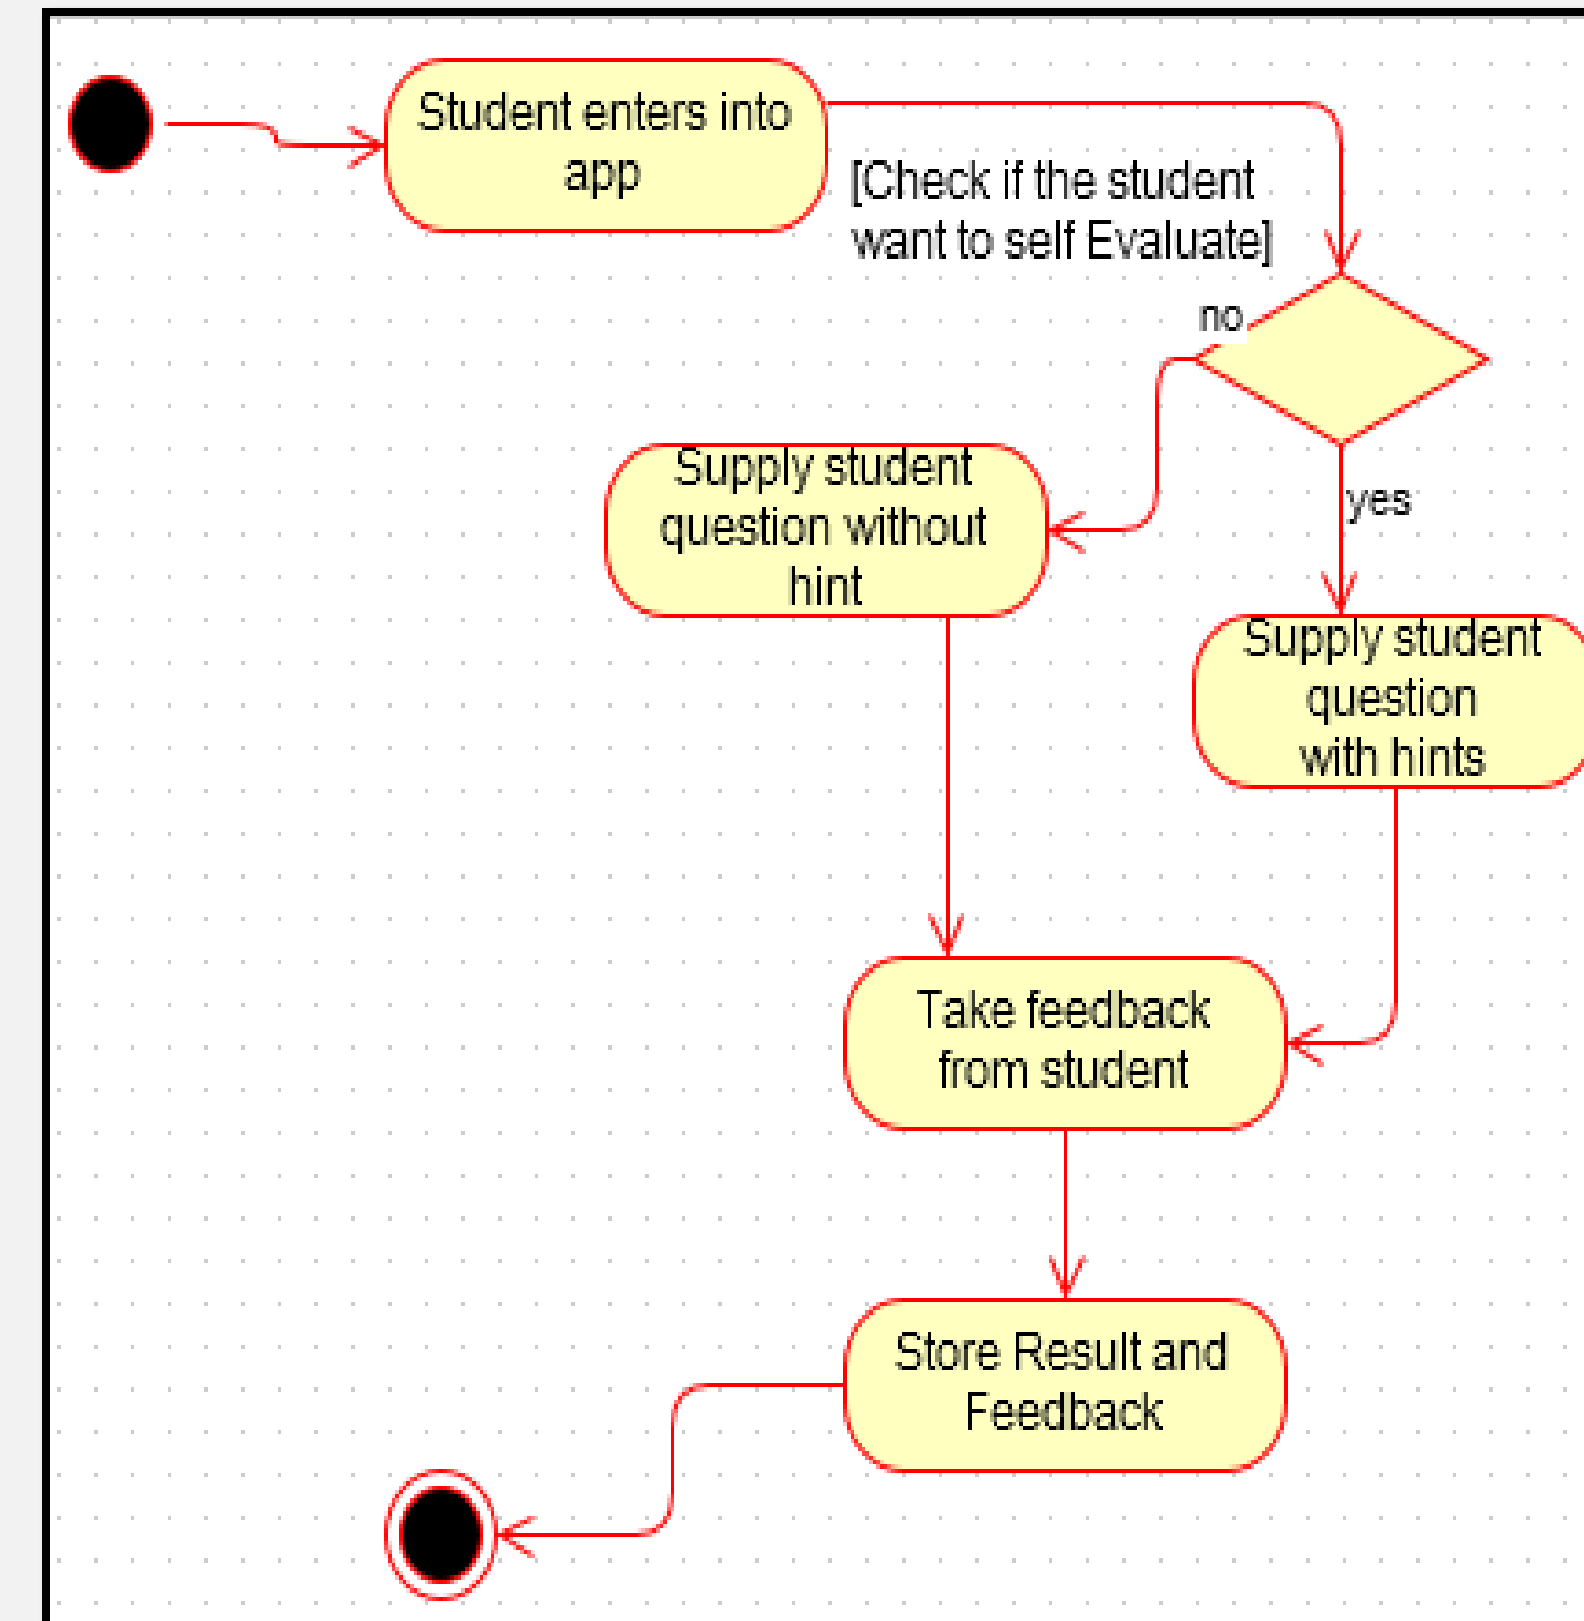 Student enters into
app
[Check if the student
want to self Evaluate]
no
yes
Supply student
question without
hint
Supply student
question
with hints
Take feedback
from student
Store Result and
Feedback